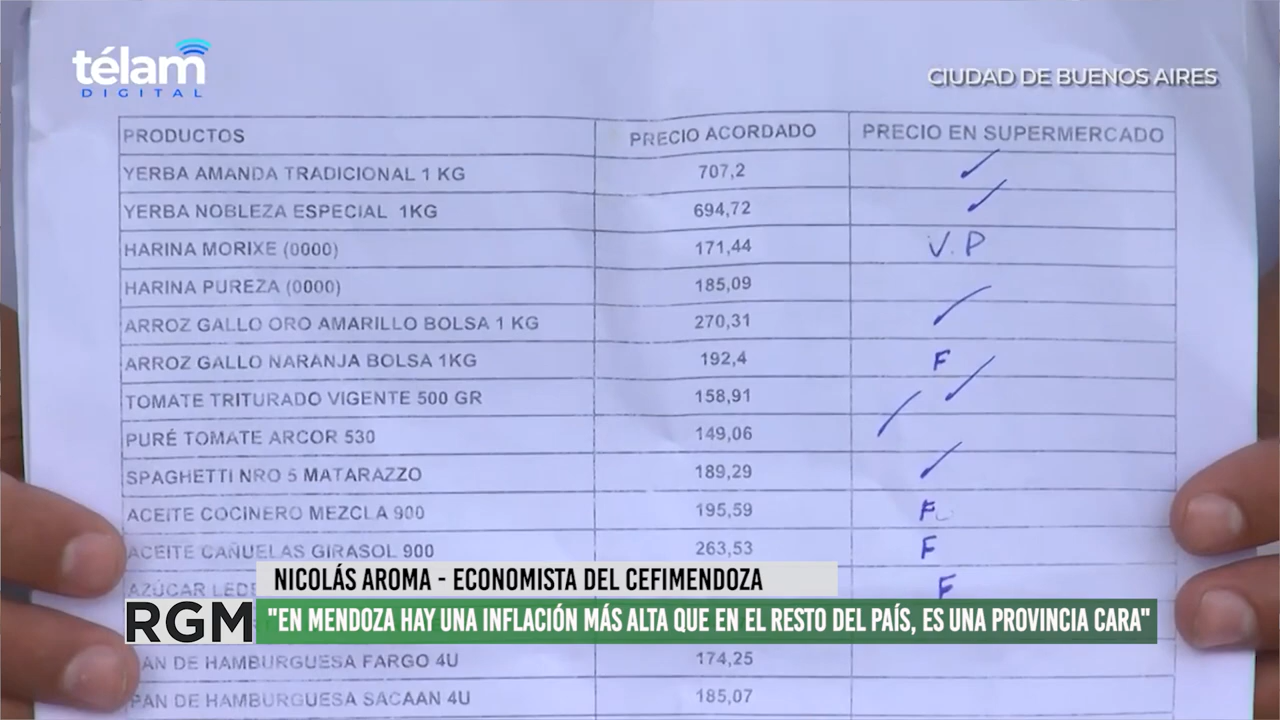 télam
DIGITAL
CIUDAD DE BUENOS AIRES
PRODUCTOS PRECIO ACORDADO PRECIO EN SUPERMERCADO
YERBA AMANDA TRADICIONAL 1 KG 707,2
YERBA NOBLEZA ESPECIAL 1KG 694,72
HARINA MORIXE (0000) 171,44 V.P
HARINA PUREZA (0000) 185,09
ARROZ GALLO ORO AMARILLO BOLSA 1 KG 270,31
ARROZ GALLO NARANJA BOLSA 1KG 192,4 F
TOMATE TRITURADO VIGENTE 500 GR 158,91
PURÉ TOMATE ARCOR 530 149,06
SPAGHETTI NRO 5 MATARAZZO 189,29
ACEITE COCINERO MEZCLA 900 195,59 F
ACEITE CAÑUELAS GIRASOL 900 263,53 F
AZÚCAR F
NICOLÁS AROMA - ECONOMISTA DEL CEFIMENDOZA
RGM "EN MENDOZA HAY UNA INFLACIÓN MÁS ALTA QUE EN EL RESTO DEL PAÍS, ES UNA PROVINCIA CARA"
PAN DE HAMBURGUESA FARGO 4U 174,25
PAN DE HAMBURGUESA SACAAN 4U 185,07